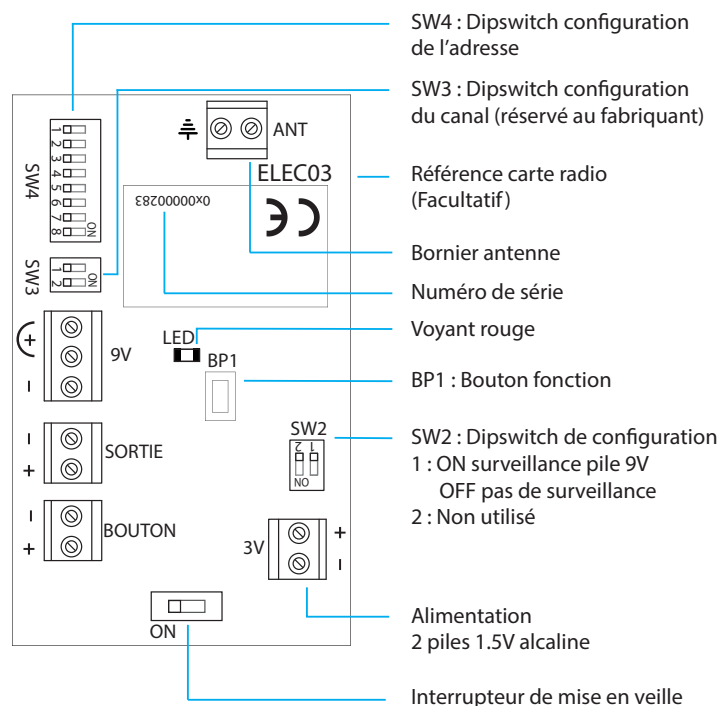 SW4 : Dipswitch configuration
de l'adresse
SW3 : Dipswitch configuration
du canal (réservé au fabriquant)
Référence carte radio
(Facultatif)
Bornier antenne
Numéro de série
Voyant rouge
BP1 : Bouton fonction
SW2 : Dipswitch de configuration
1 : ON surveillance pile 9V
OFF pas de surveillance
2 : Non utilisé
Alimentation
2 piles 1.5V alcaline
Interrupteur de mise en veille
ANT
ELEC03
0x00000283
CE
SW4
1 2 3 4 5 6 7 8
ON
SW3
1 2
ON
+
9V
–
LED
BP1
–
SORTIE
+
SW2
1 2
ON
–
BOUTON
+
3V
+
–
ON